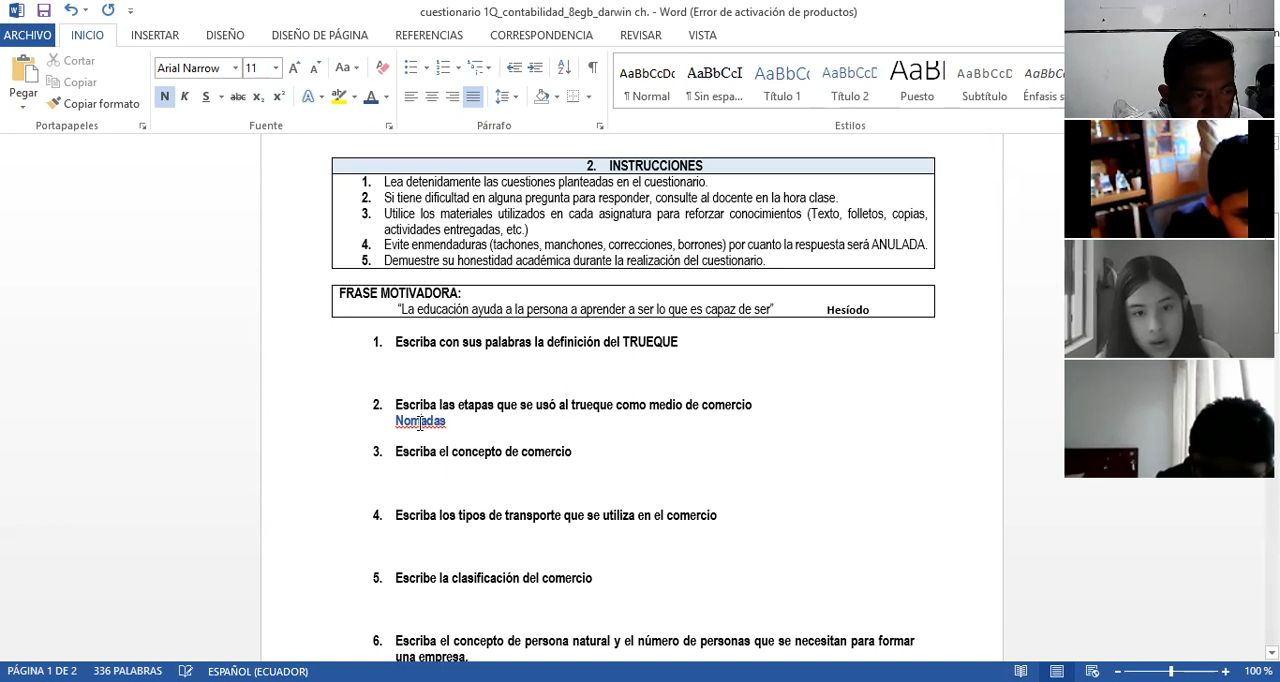 cuestionario 1Q_contabilidad_8egb_darwin ch. - Word (Error de activación de productos)
ARCHIVO INICIO INSERTAR DISEÑO DISEÑO DE PÁGINA REFERENCIAS CORRESPONDENCIA REVISAR VISTA
Cortar
Copiar
Copiar formato
Pegar
Arial Narrow 11 Aa
N K S abc x₂ x² A A
AaBbCcDc AaBbCcI AaBbCc AaBbCcD AaBl AaBbCcD AaBbCc
¶ Normal ¶ Sin espa... Título 1 Título 2 Puesto Subtítulo Énfasis s
Portapapeles Fuente Párrafo Estilos
2. INSTRUCCIONES
1. Lea detenidamente las cuestiones planteadas en el cuestionario.
2. Si tiene dificultad en alguna pregunta para responder, consulte al docente en la hora clase.
3. Utilice los materiales utilizados en cada asignatura para reforzar conocimientos (Texto, folletos, copias,
actividades entregadas, etc.)
4. Evite enmendaduras (tachones, manchones, correcciones, borrones) por cuanto la respuesta será ANULADA.
5. Demuestre su honestidad académica durante la realización del cuestionario.
FRASE MOTIVADORA:
“La educación ayuda a la persona a aprender a ser lo que es capaz de ser” Hesíodo
1. Escriba con sus palabras la definición del TRUEQUE
2. Escriba las etapas que se usó al trueque como medio de comercio
Nomadas
3. Escriba el concepto de comercio
4. Escriba los tipos de transporte que se utiliza en el comercio
5. Escribe la clasificación del comercio
6. Escriba el concepto de persona natural y el número de personas que se necesitan para formar
una empresa.
PÁGINA 1 DE 2 336 PALABRAS ESPAÑOL (ECUADOR) 100 %